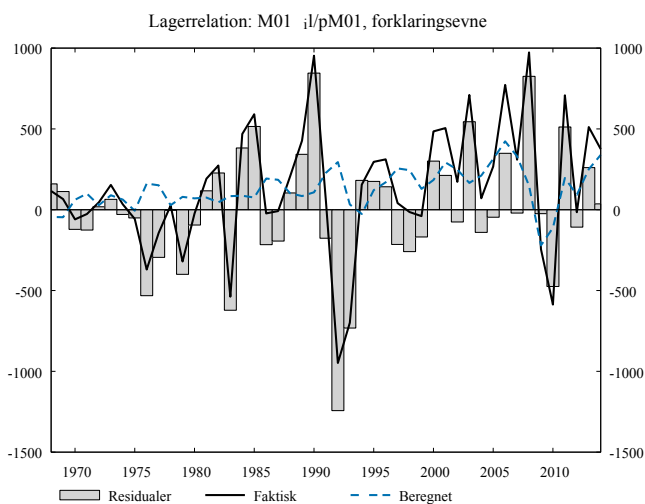 Lagerrelation: M01 il/pM01, forklaringsevne
1000 1000
500 500
0 0
-500 -500
-1000 -1000
-1500 -1500
1970 1975 1980 1985 1990 1995 2000 2005 2010
Residualer Faktisk Beregnet